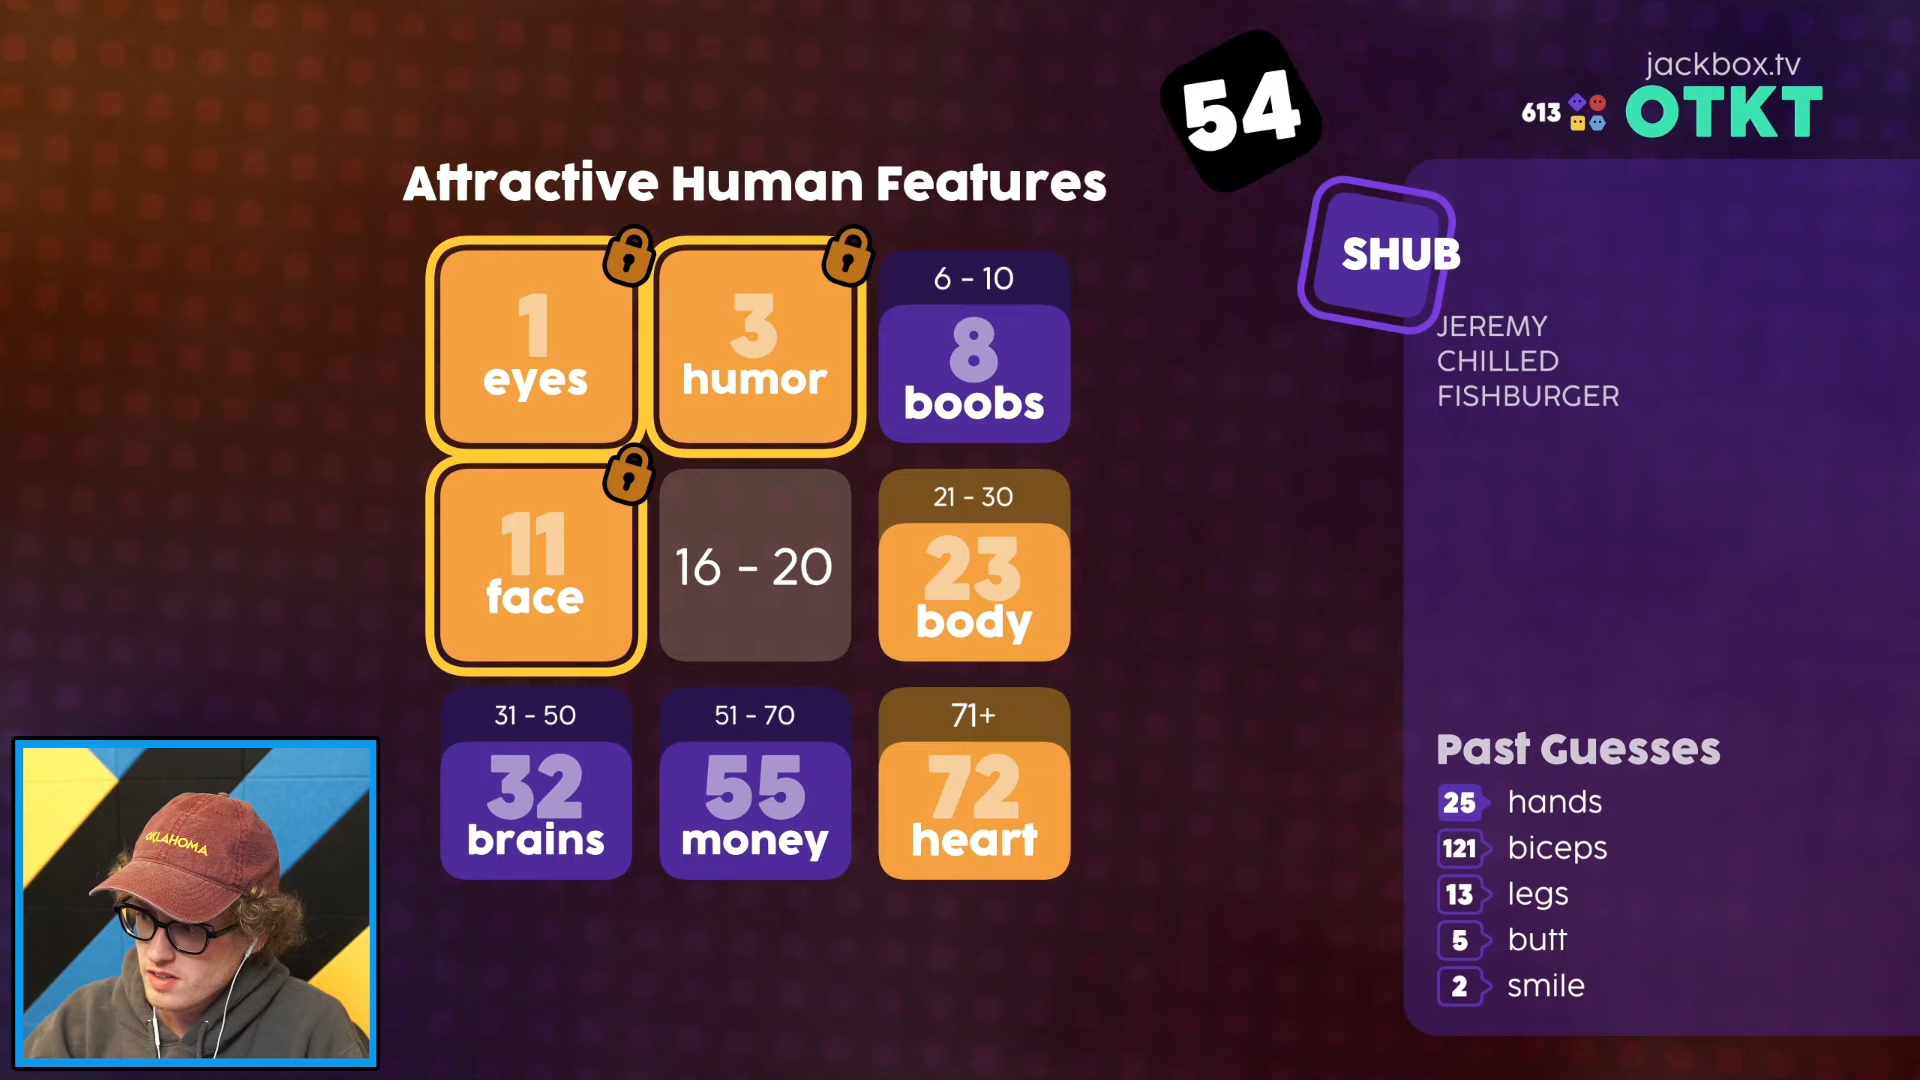 jackbox.tv
54
613
OTKT
Attractive Human Features
SHUB
JEREMY
CHILLED
FISHBURGER
1
eyes
3
humor
6 - 10
8
boobs
11
face
16 - 20
21 - 30
23
body
31 - 50
32
brains
51 - 70
55
money
71+
72
heart
Past Guesses
25 hands
121 biceps
13 legs
5 butt
2 smile
OKLAHOMA